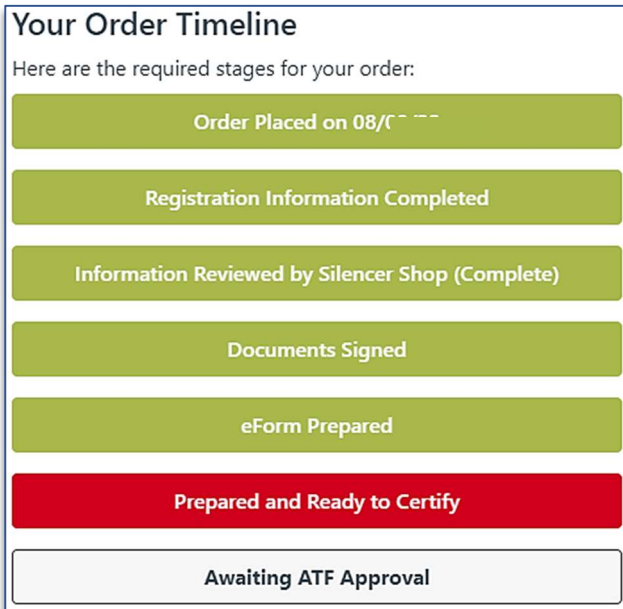 Your Order Timeline
Here are the required stages for your order:
Order Placed on
Registration Information Completed
Information Reviewed by Silencer Shop (Complete)
Documents Signed
eForm Prepared
Prepared and Ready to Certify
Awaiting ATF Approval